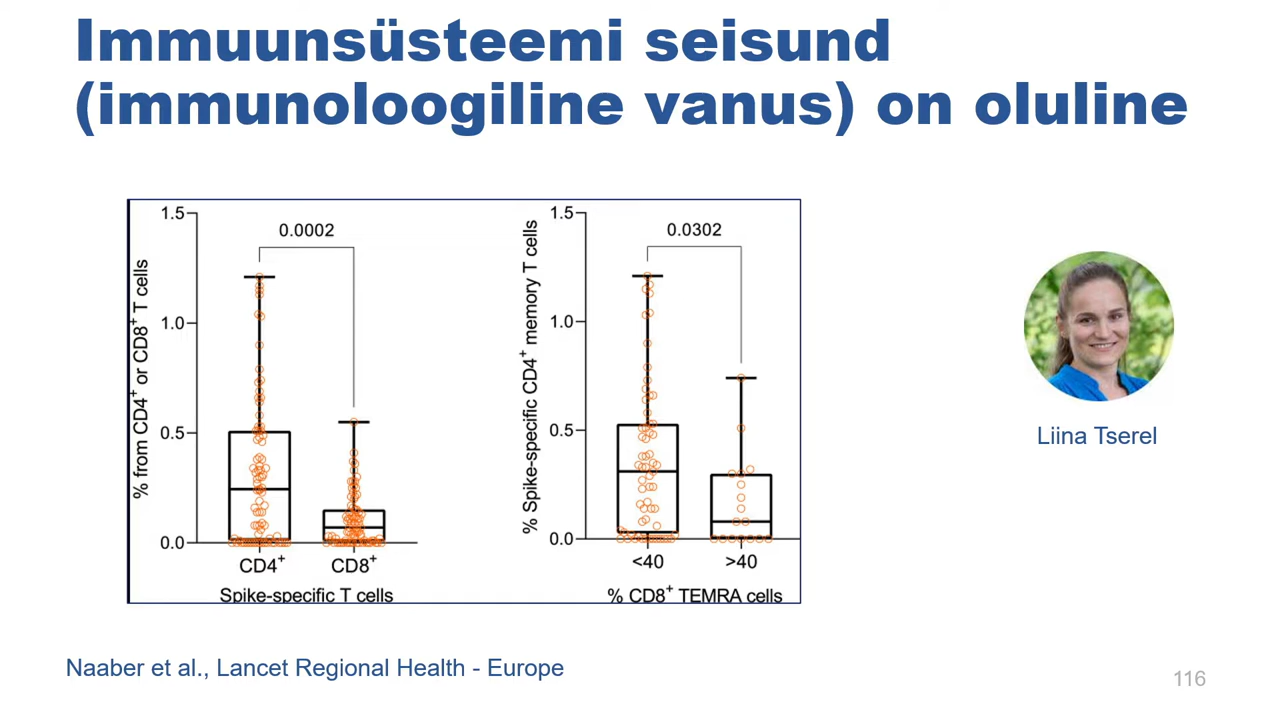 Immuunsüsteemi seisund
(immunoloogiline vanus) on oluline
1.5
1.0
0.5
0.0
% from CD4+ or CD8+ T cells
0.0002
CD4+
CD8+
Spike-specific T cells
1.5
1.0
0.5
0.0
% Spike-specific CD4+ memory T cells
0.0302
<40
>40
% CD8+ TEMRA cells
Liina Tserel
Naaber et al., Lancet Regional Health - Europe
116